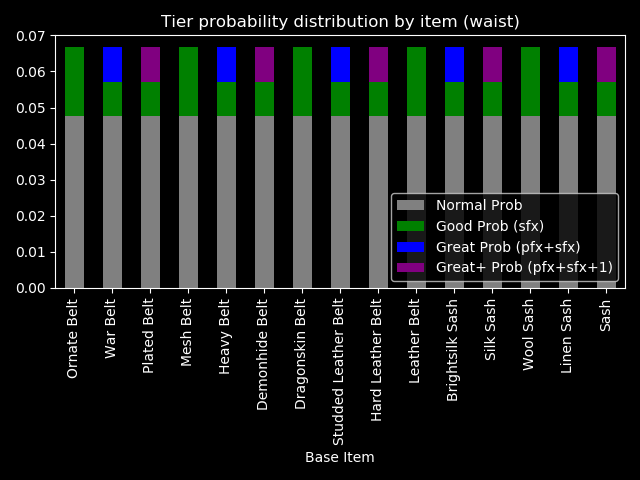 Tier probability distribution by item (waist)
0.07
0.06
0.05
0.04
0.03
0.02
0.01
0.00
Normal Prob
Good Prob (sfx)
Great Prob (pfx+sfx)
Great+ Prob (pfx+sfx+1)
Ornate Belt
War Belt
Plated Belt
Mesh Belt
Heavy Belt
Demonhide Belt
Dragonskin Belt
Studded Leather Belt
Hard Leather Belt
Leather Belt
Brightsilk Sash
Silk Sash
Wool Sash
Linen Sash
Sash
Base Item